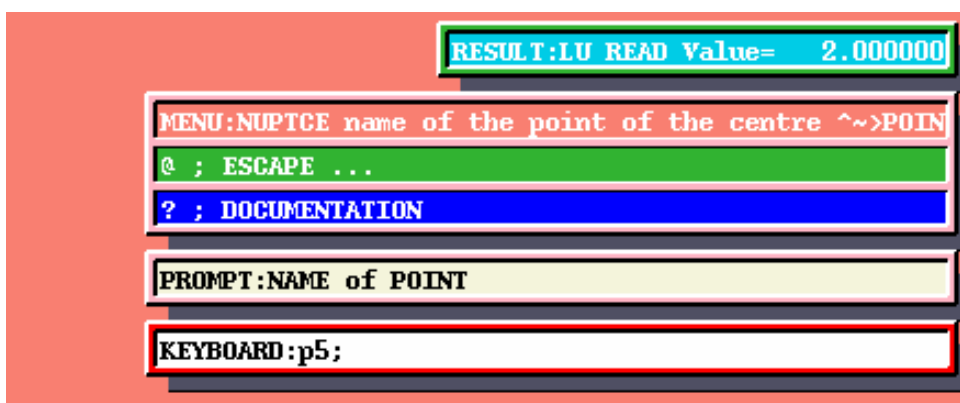 RESULT:LU READ Value= 2.000000
MENU:NUPTCE name of the point of the centre ^~>POIN
@ ; ESCAPE ...
? ; DOCUMENTATION
PROMPT:NAME of POINT
KEYBOARD:p5;